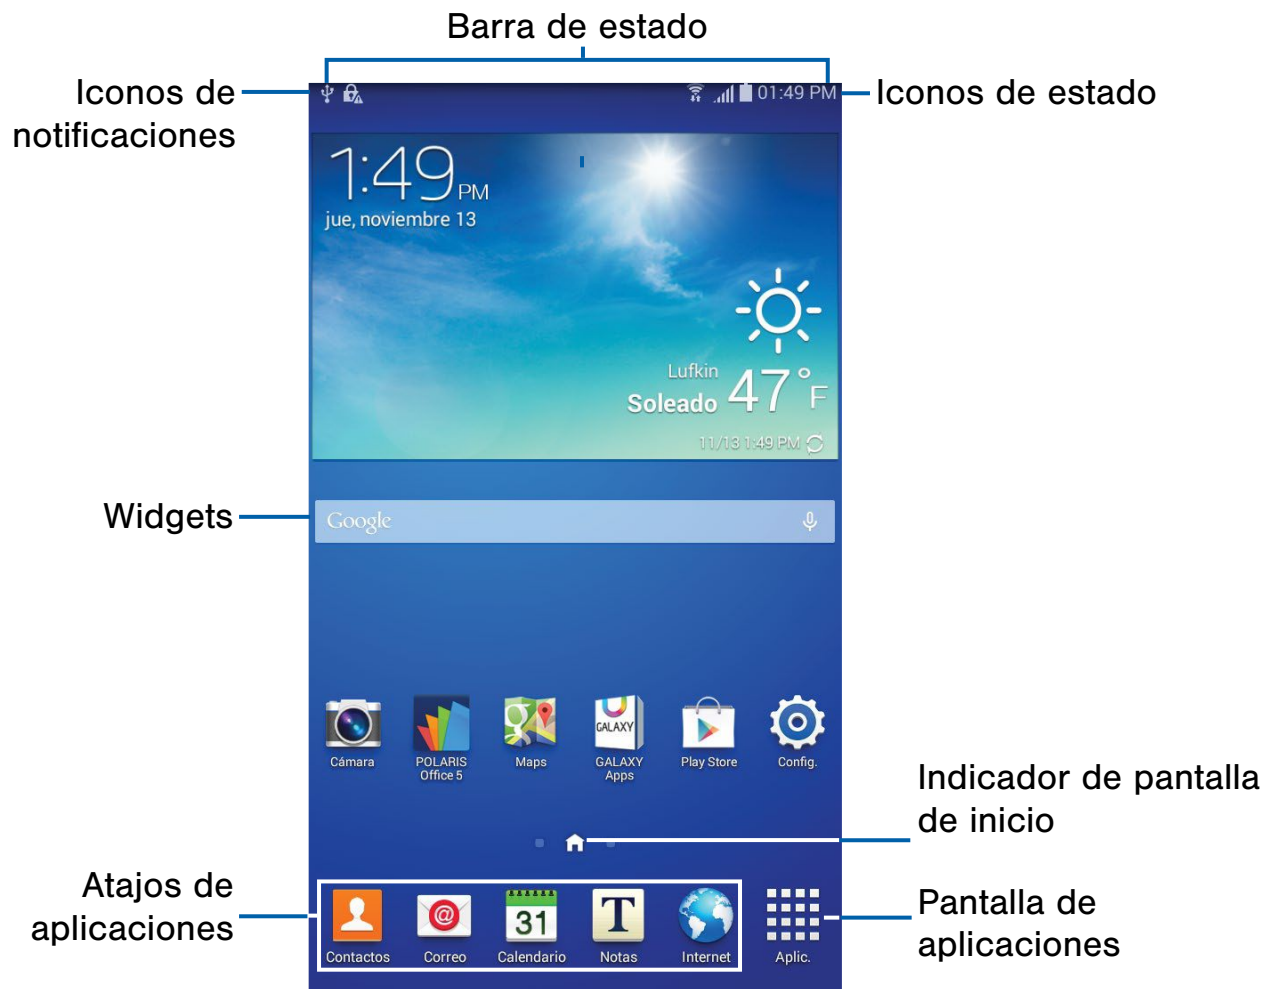 Barra de estado
Iconos de
notificaciones
01:49 PM
Iconos de estado
1:49 PM
jue, noviembre 13
Lufkin
Soleado 47°F
11/13 1:49 PM
Widgets
Google
GALAXY
Cámara
POLARIS
Office 5
Maps
GALAXY
Apps
Play Store
Config.
Indicador de pantalla
de inicio
Atajos de
aplicaciones
@
31
T
Contactos
Correo
Calendario
Notas
Internet
Aplic.
Pantalla de
aplicaciones